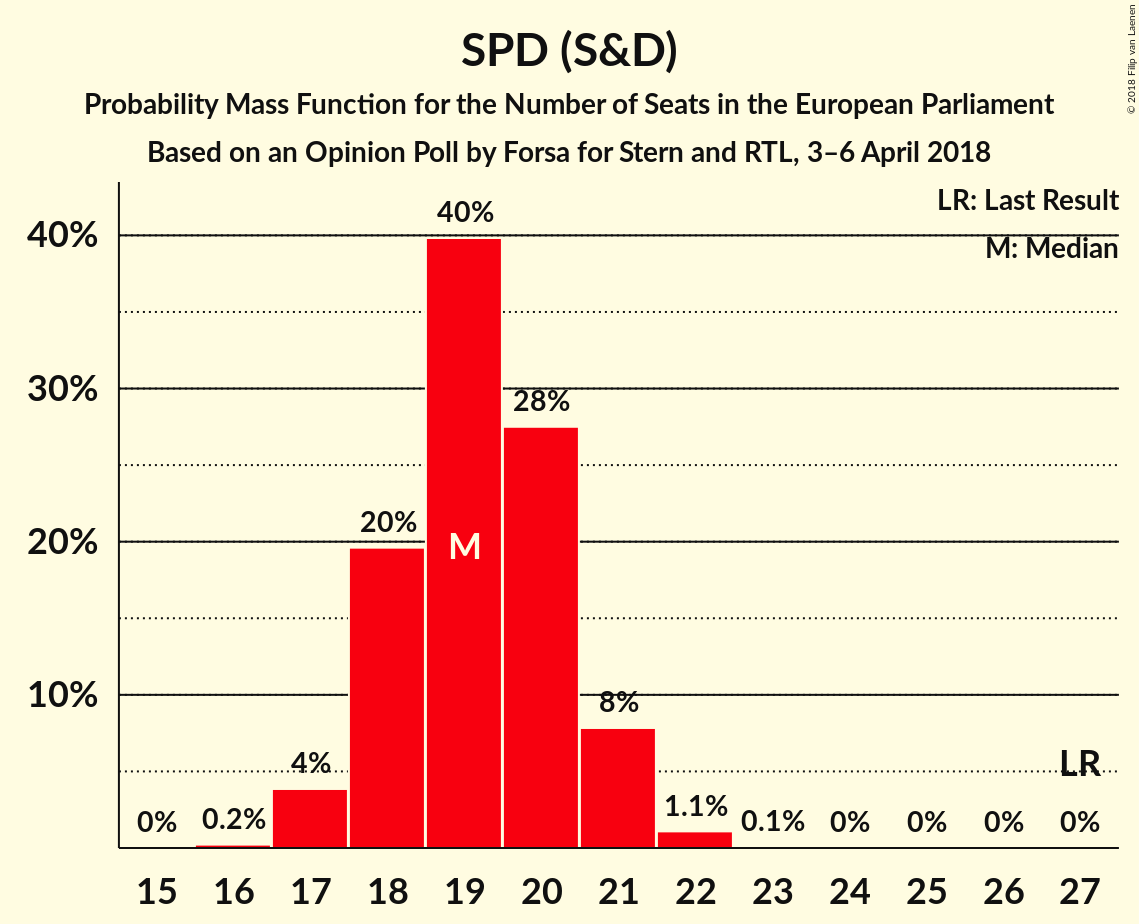 SPD (S&D)
Probability Mass Function for the Number of Seats in the European Parliament
Based on an Opinion Poll by Forsa for Stern and RTL, 3–6 April 2018
© 2018 Filip van Laenen
LR: Last Result
M: Median
40%
30%
20%
10%
0%
0.2%
4%
20%
40%
28%
8%
1.1%
0.1%
0%
0%
0%
0%
M
LR
15 16 17 18 19 20 21 22 23 24 25 26 27